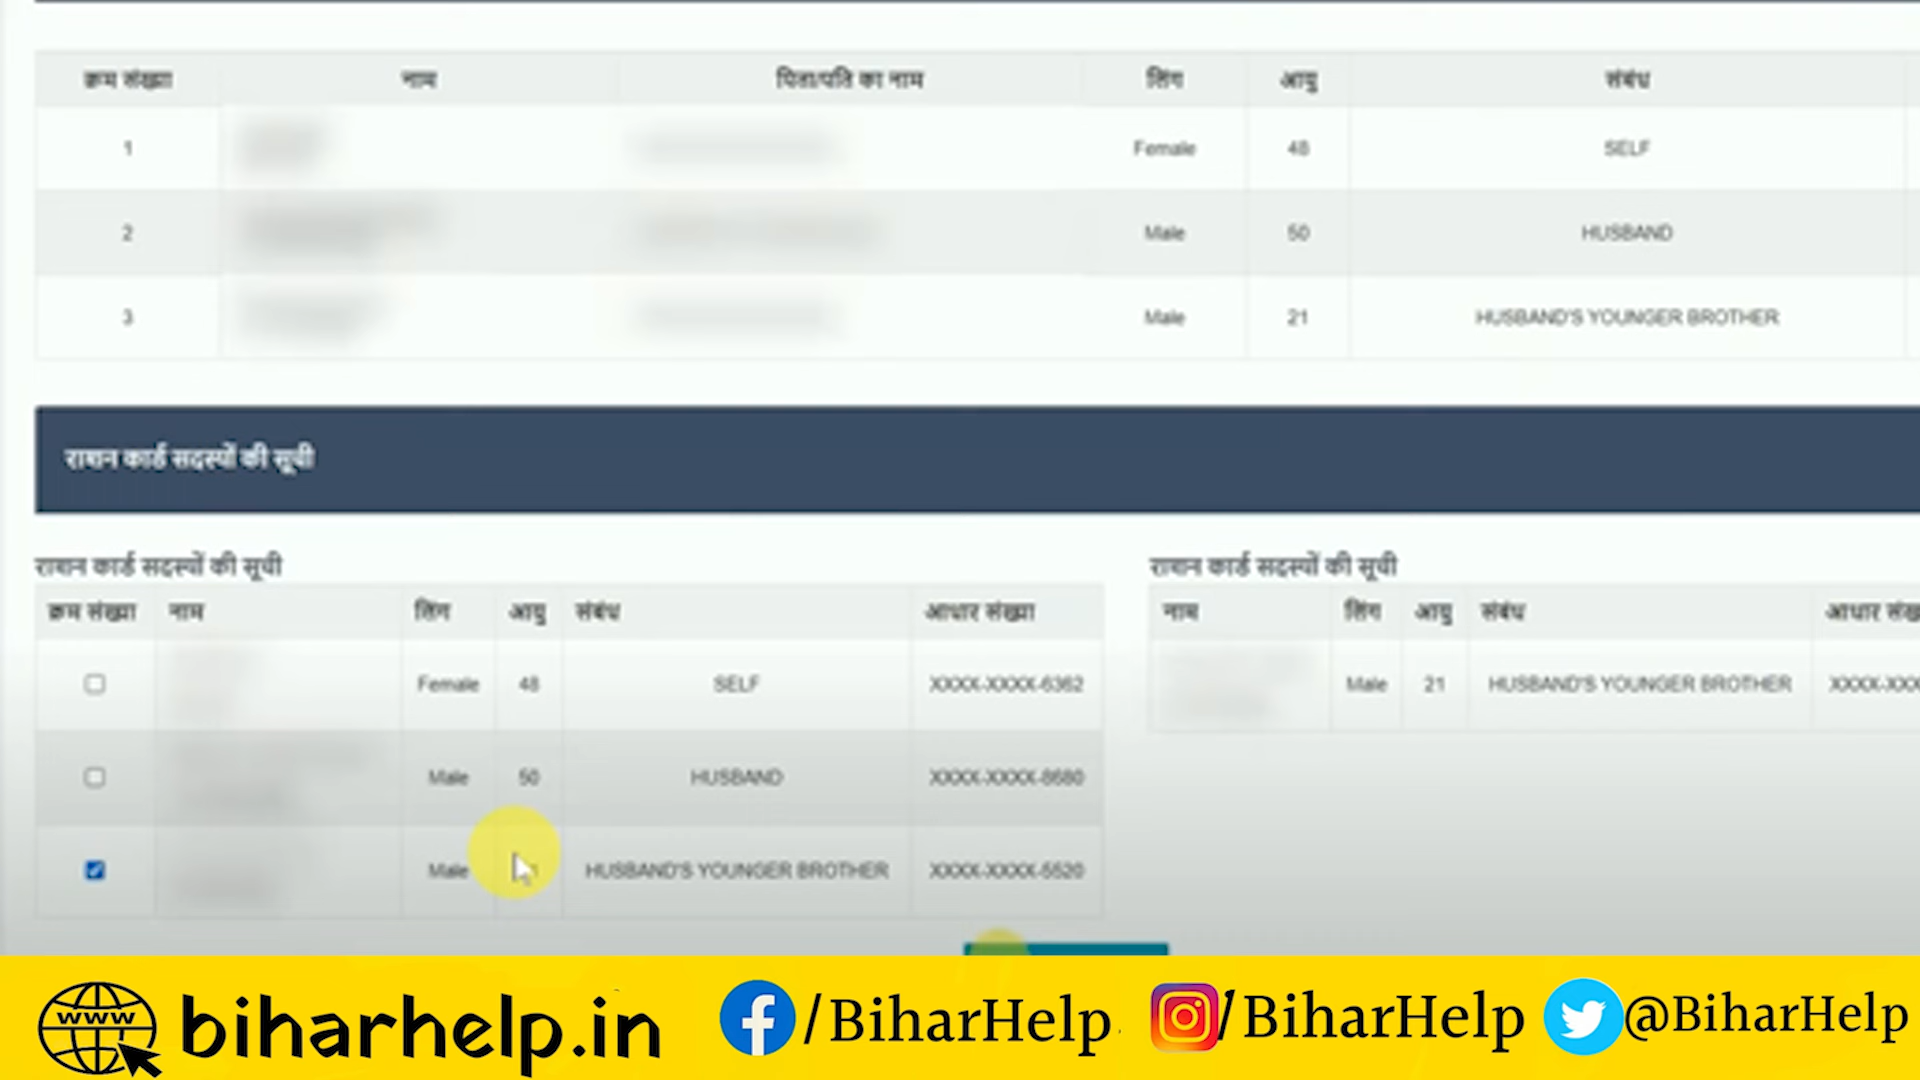 क्रम संख्या नाम पिता/पति का नाम लिंग आयु संबंध
1 Female 48 SELF
2 Male 50 HUSBAND
3 Male 21 HUSBAND'S YOUNGER BROTHER
राशन कार्ड सदस्यों की सूची
राशन कार्ड सदस्यों की सूची
क्रम संख्या नाम लिंग आयु संबंध आधार संख्या
Female 48 SELF XXXX-XXXX-6362
Male 50 HUSBAND XXXX-XXXX-8680
Male HUSBAND'S YOUNGER BROTHER XXXX-XXXX-5520
राशन कार्ड सदस्यों की सूची
नाम लिंग आयु संबंध आधार
Male 21 HUSBAND'S YOUNGER BROTHER
www biharhelp.in /BiharHelp /BiharHelp @BiharHelp